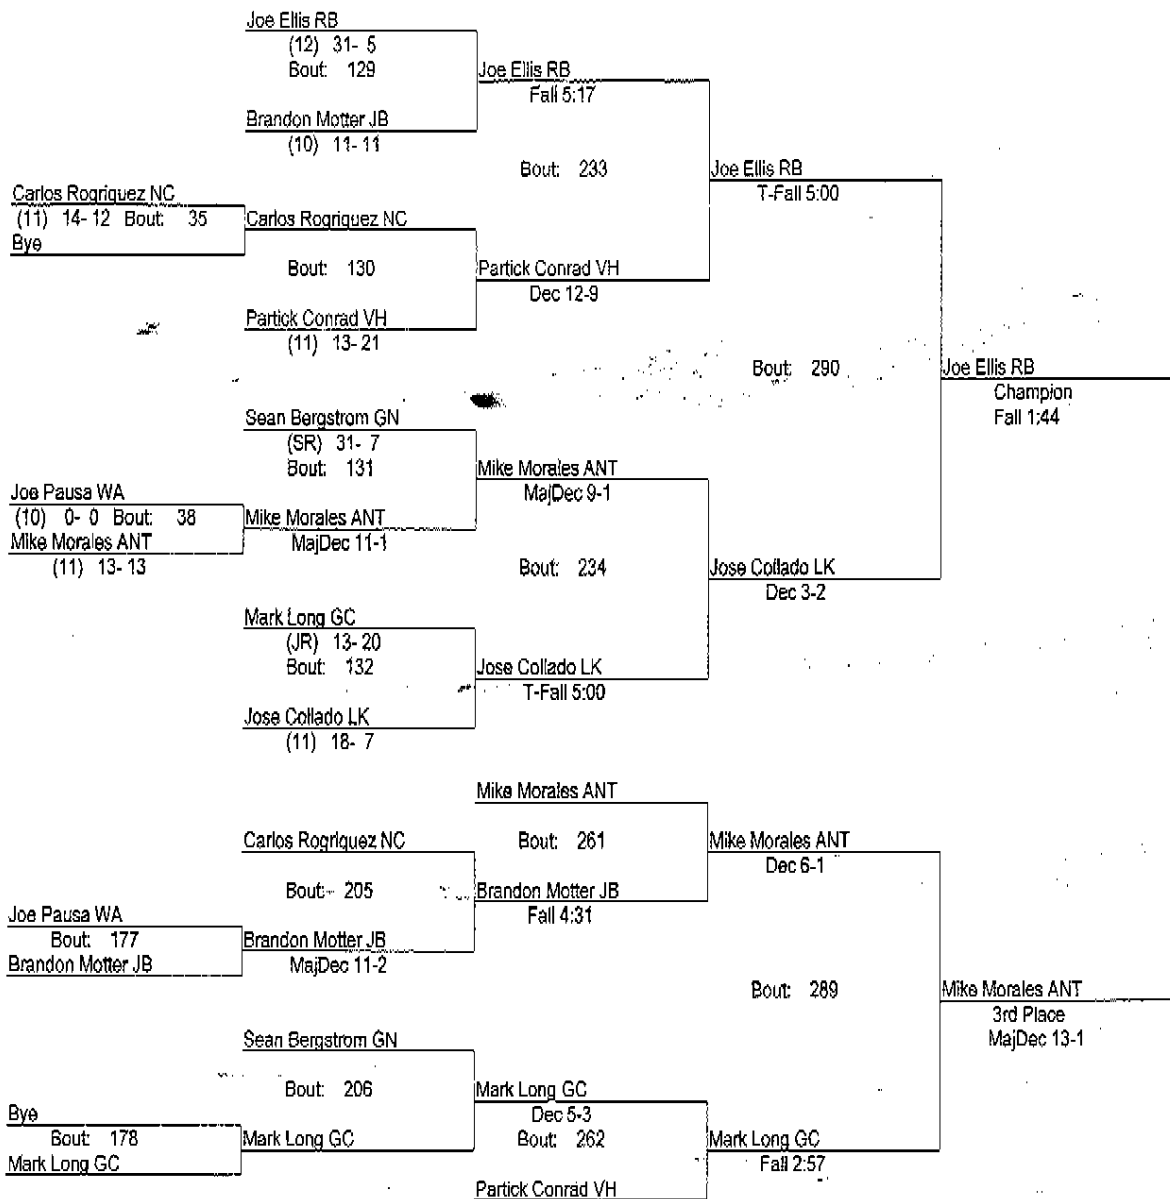 Joe Ellis RB
(12) 31- 5
Bout: 129
Joe Ellis RB
Fall 5:17
Brandon Motter JB
(10) 11- 11
Bout: 233
Joe Ellis RB
T-Fall 5:00
Carlos Rogriquez NC
(11) 14- 12 Bout: 35
Bye
Carlos Rogriquez NC
Bout: 130
Partick Conrad VH
Dec 12-9
Partick Conrad VH
(11) 13- 21
Bout: 290
Joe Ellis RB
Champion
Fall 1:44
Sean Bergstrom GN
(SR) 31- 7
Bout: 131
Mike Morales ANT
MajDec 9-1
Joe Pausa WA
(10) 0- 0 Bout: 38
Mike Morales ANT
(11) 13- 13
Mike Morales ANT
MajDec 11-1
Bout: 234
Jose Collado LK
Dec 3-2
Mark Long GC
(JR) 13- 20
Bout: 132
Jose Collado LK
T-Fall 5:00
Jose Collado LK
(11) 18- 7
Mike Morales ANT
Bout: 261
Mike Morales ANT
Dec 6-1
Carlos Rogriquez NC
Bout: 205
Brandon Motter JB
Fall 4:31
Joe Pausa WA
Bout: 177
Brandon Motter JB
Brandon Motter JB
MajDec 11-2
Bout: 289
Mike Morales ANT
3rd Place
MajDec 13-1
Sean Bergstrom GN
Bout: 206
Mark Long GC
Dec 5-3
Bye
Bout: 178
Mark Long GC
Mark Long GC
Bout: 262
Mark Long GC
Fall 2:57
Partick Conrad VH